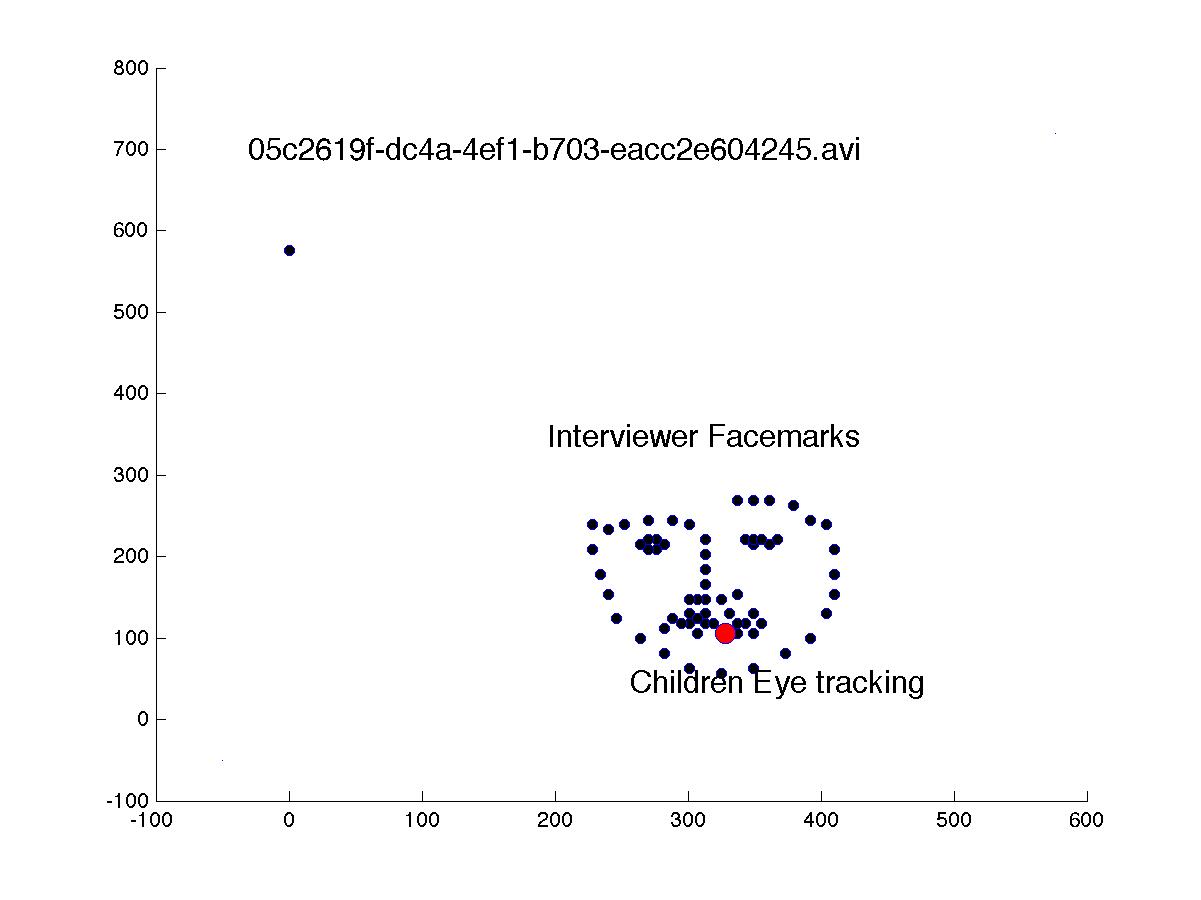 800
700
05c2619f-dc4a-4ef1-b703-eacc2e604245.avi
600
500
400
Interviewer Facemarks
300
200
100
Children Eye tracking
0
-100
-100 0 100 200 300 400 500 600